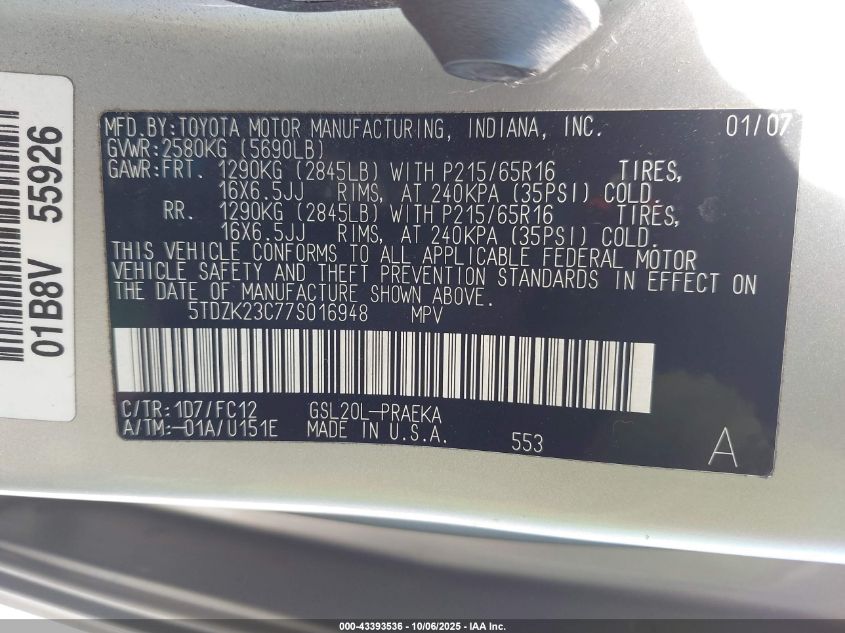 MFD.BY:TOYOTA MOTOR MANUFACTURING, INDIANA, INC. 01/07
GVWR:2580KG (5690LB)
GAWR:FRT. 1290KG (2845LB) WITH P215/65R16 TIRES,
16X6.5JJ RIMS, AT 240KPA (35PSI) COLD.
RR. 1290KG (2845LB) WITH P215/65R16 TIRES,
16X6.5JJ RIMS, AT 240KPA (35PSI) COLD.
THIS VEHICLE CONFORMS TO ALL APPLICABLE FEDERAL MOTOR
VEHICLE SAFETY AND THEFT PREVENTION STANDARDS IN EFFECT ON
THE DATE OF MANUFACTURE SHOWN ABOVE.
5TDZK23C77S016948 MPV
C/TR:1D7/FC12 GSL20L-PRAEKA
A/TM:-01A/U151E MADE IN U.S.A. 553 A
01B8V 55926
000-43393536 - 10/06/2025 - IAA Inc.